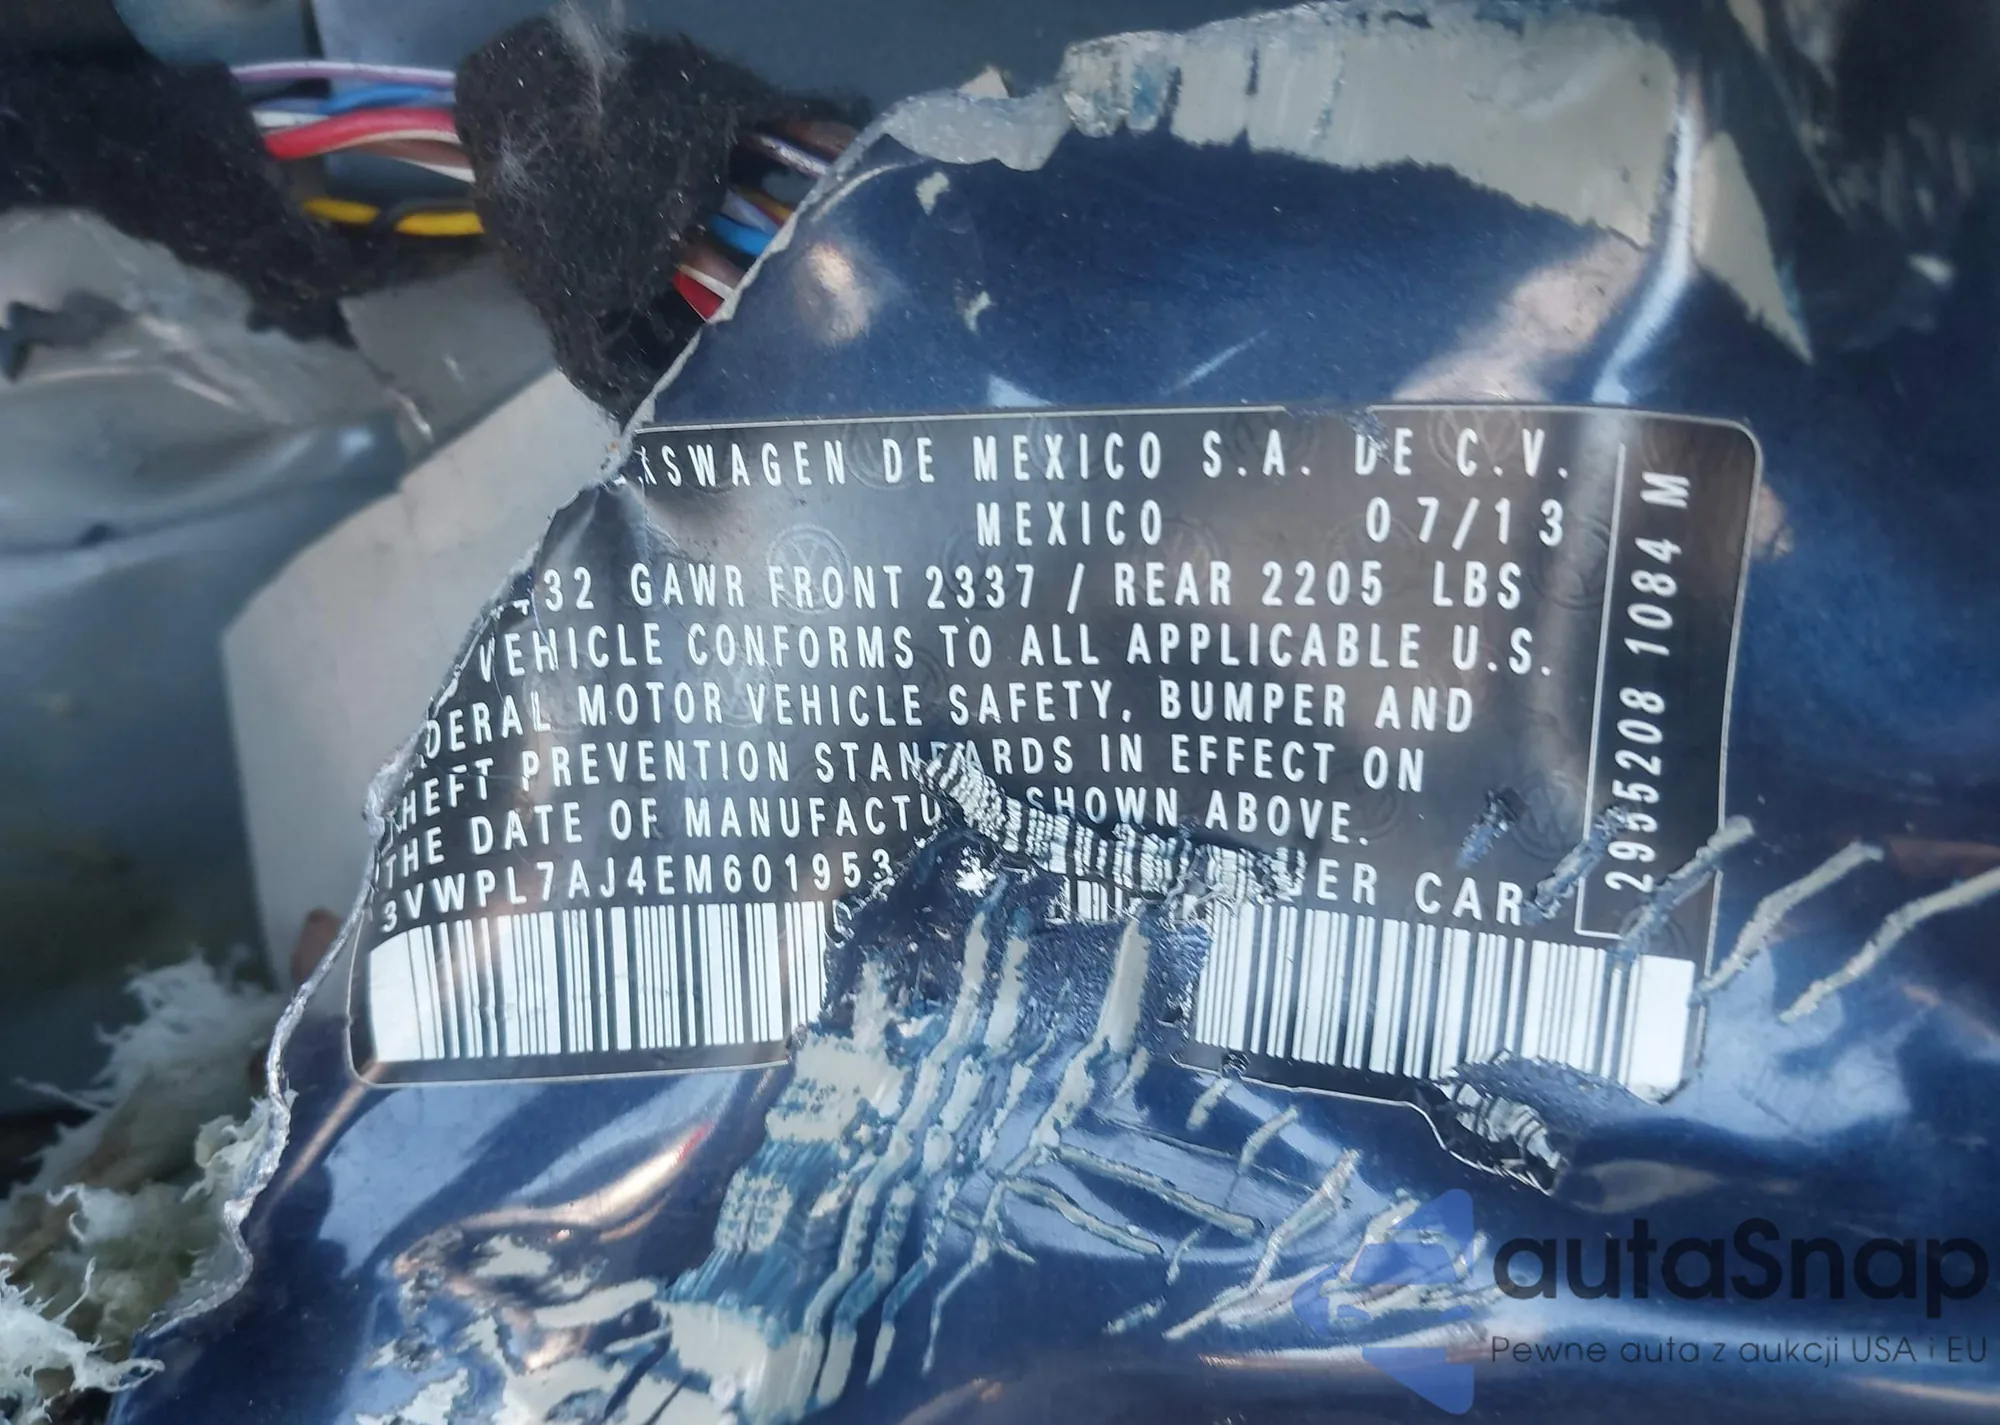 KSWAGEN DE MEXICO S.A. DE C.V.
MEXICO 07/13
32 GAWR FRONT 2337 / REAR 2205 LBS
VEHICLE CONFORMS TO ALL APPLICABLE U.S.
DERAL MOTOR VEHICLE SAFETY, BUMPER AND
HEFT PREVENTION STANDARDS IN EFFECT ON
THE DATE OF MANUFACTU SHOWN ABOVE.
3VWPL7AJ4EM601953 ER CAR
2955208 1084 M
autaSnap
Pewne auta z aukcji USA i EU